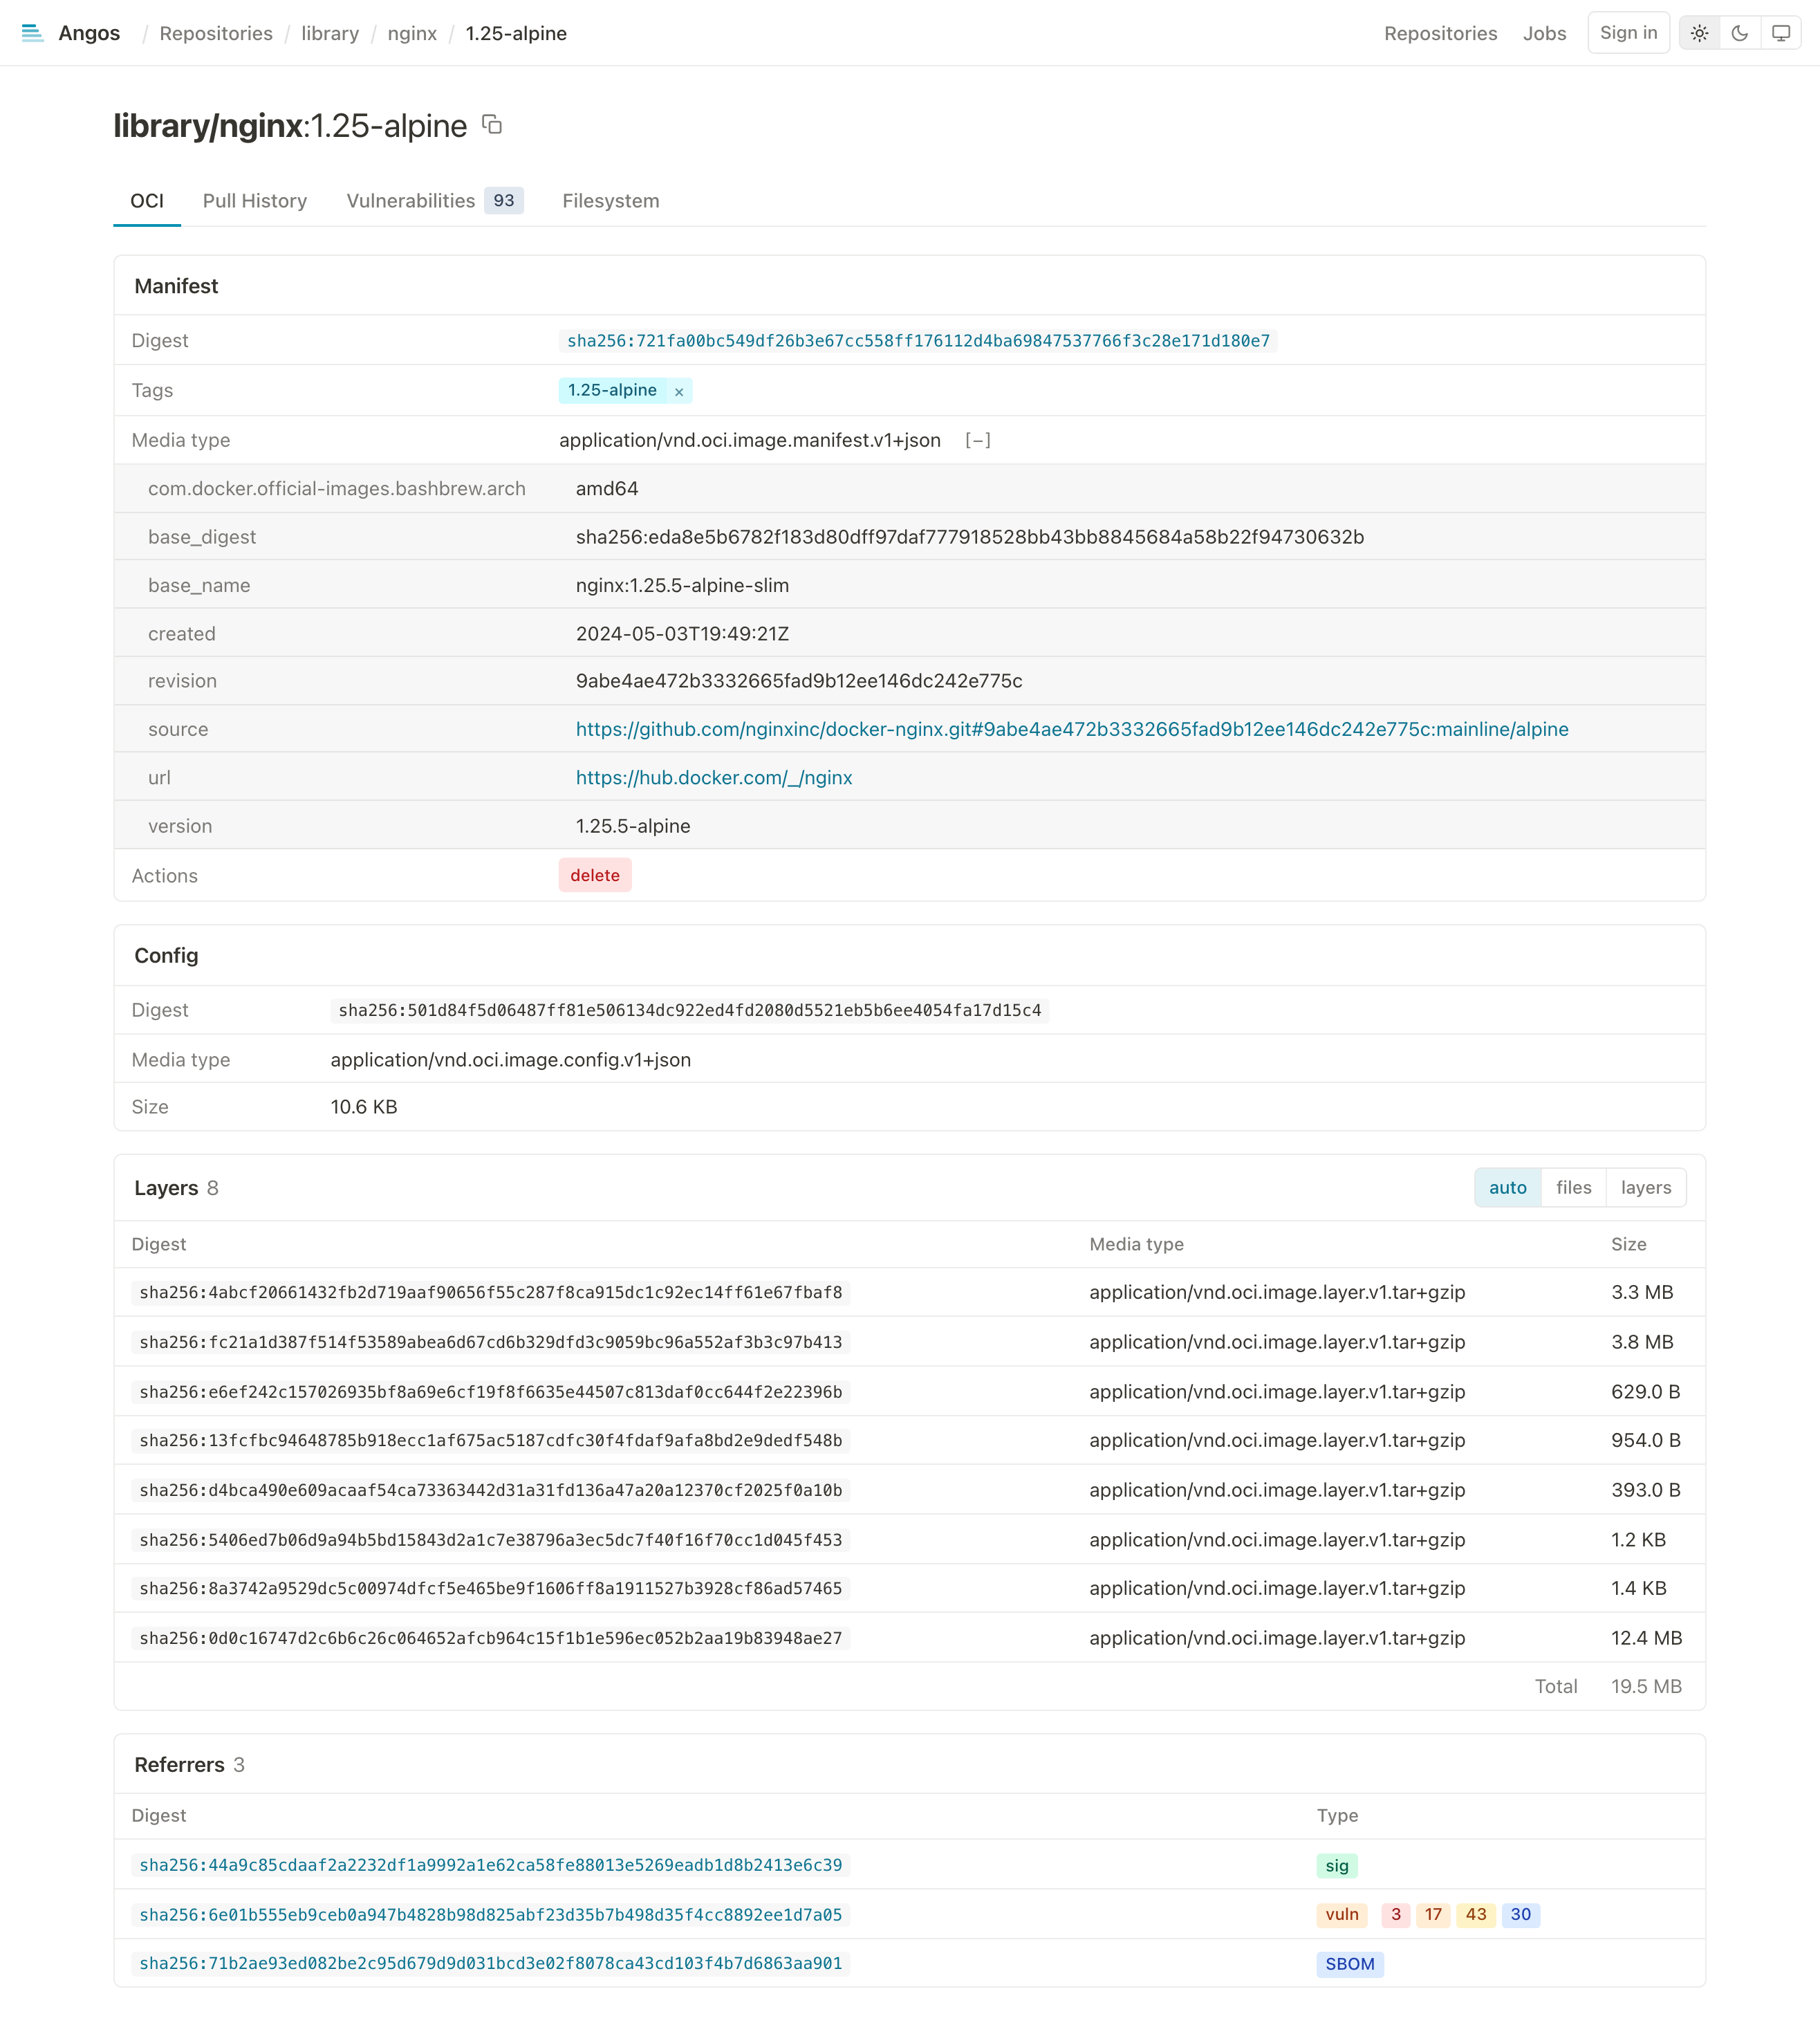 Angos / Repositories / library / nginx / 1.25-alpine Repositories Jobs Sign in
library/nginx:1.25-alpine
OCI Pull History Vulnerabilities 93 Filesystem
Manifest
Digest sha256:721fa00bc549df26b3e67cc558ff176112d4ba69847537766f3c28e171d180e7
Tags 1.25-alpine ×
Media type application/vnd.oci.image.manifest.v1+json [−]
com.docker.official-images.bashbrew.arch amd64
base_digest sha256:eda8e5b6782f183d80dff97daf777918528bb43bb8845684a58b22f94730632b
base_name nginx:1.25.5-alpine-slim
created 2024-05-03T19:49:21Z
revision 9abe4ae472b3332665fad9b12ee146dc242e775c
source https://github.com/nginxinc/docker-nginx.git#9abe4ae472b3332665fad9b12ee146dc242e775c:mainline/alpine
url https://hub.docker.com/_/nginx
version 1.25.5-alpine
Actions delete
Config
Digest sha256:501d84f5d06487ff81e506134dc922ed4fd2080d5521eb5b6ee4054fa17d15c4
Media type application/vnd.oci.image.config.v1+json
Size 10.6 KB
Layers 8 auto files layers
Digest Media type Size
sha256:4abcf20661432fb2d719aaf90656f55c287f8ca915dc1c92ec14ff61e67fbaf8 application/vnd.oci.image.layer.v1.tar+gzip 3.3 MB
sha256:fc21a1d387f514f53589abea6d67cd6b329dfd3c9059bc96a552af3b3c97b413 application/vnd.oci.image.layer.v1.tar+gzip 3.8 MB
sha256:e6ef242c157026935bf8a69e6cf19f8f6635e44507c813daf0cc644f2e22396b application/vnd.oci.image.layer.v1.tar+gzip 629.0 B
sha256:13fcfbc94648785b918ecc1af675ac5187cdfc30f4fdaf9afa8bd2e9dedf548b application/vnd.oci.image.layer.v1.tar+gzip 954.0 B
sha256:d4bca490e609acaaf54ca73363442d31a31fd136a47a20a12370cf2025f0a10b application/vnd.oci.image.layer.v1.tar+gzip 393.0 B
sha256:5406ed7b06d9a94b5bd15843d2a1c7e38796a3ec5dc7f40f16f70cc1d045f453 application/vnd.oci.image.layer.v1.tar+gzip 1.2 KB
sha256:8a3742a9529dc5c00974dfcf5e465be9f1606ff8a1911527b3928cf86ad57465 application/vnd.oci.image.layer.v1.tar+gzip 1.4 KB
sha256:0d0c16747d2c6b6c26c064652afcb964c15f1b1e596ec052b2aa19b83948ae27 application/vnd.oci.image.layer.v1.tar+gzip 12.4 MB
Total 19.5 MB
Referrers 3
Digest Type
sha256:44a9c85cdaaf2a2232df1a9992a1e62ca58fe88013e5269eadb1d8b2413e6c39 sig
sha256:6e01b555eb9ceb0a947b4828b98d825abf23d35b7b498d35f4cc8892ee1d7a05 vuln 3 17 43 30
sha256:71b2ae93ed082be2c95d679d9d031bcd3e02f8078ca43cd103f4b7d6863aa901 SBOM